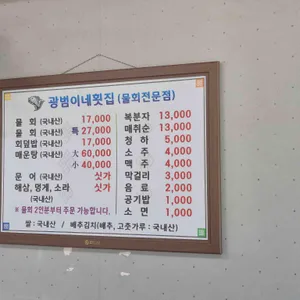 광범이네횟집 (물회전문점)
물 회 (국내산) 17,000
물 회 (국내산) 특 27,000
회덮밥 (국내산) 17,000
매운탕 (국내산) 大 60,000
小 40,000
문 어 (국내산) 싯가
해삼, 멍게, 소라 싯가
(국내산)
※ 물회 2인분부터 주문 가능합니다.
복분자 13,000
매취순 13,000
청 하 5,000
소 주 4,000
맥 주 4,000
막걸리 3,000
음 료 2,000
공기밥 1,000
소 면 1,000
쌀 : 국내산 / 배추김치(배추, 고춧가루 : 국내산)